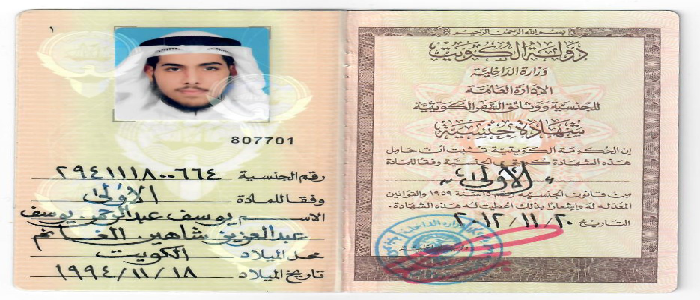 ١
807701
رقم الجنسية ٢٩٤١١١٨٠٠٦٦٤
وفقا للمادة الأولى
الاسم يوسف عبدالرحمن يوسف
عبدالعزيز شاهين الغانم
محل الميلاد الكويت
تاريخ الميلاد ١٩٩٤/١١/١٨
بسم الله الرحمن الرحيم
دولة الكويت
وزارة الداخلية
الإدارة العامة
للجنسية ووثائق السفر الكويتية
شهادة جنسية
إن الحكومة الكويتية تثبت أن حامل
هذه الشهادة كويتي الجنسية وفقا للمادة
الأولى
من قانون الجنسية لسنة ١٩٥٩ والقوانين
المعدلة له وإشعارا بذلك أعطيت له هذه الشهادة.
التاريخ ٢٠١٢/١١/٢٠